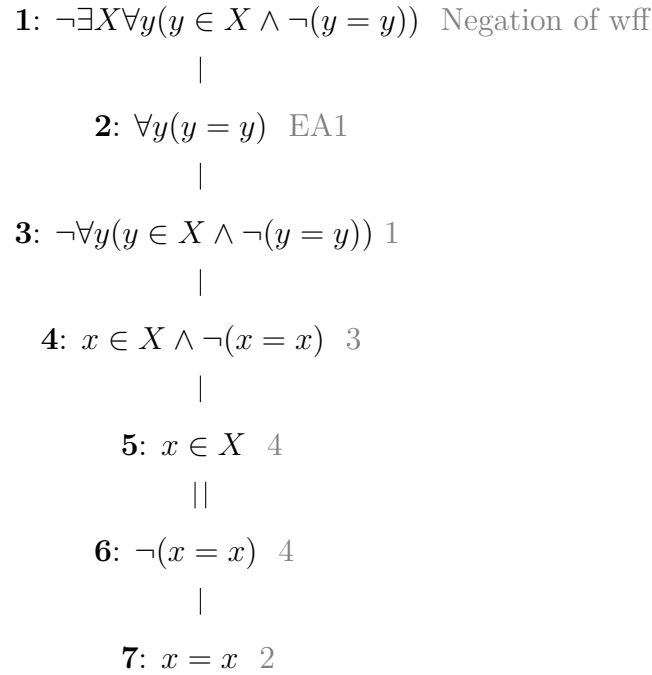 1: ¬∃X∀y(y ∈ X ∧ ¬(y = y)) Negation of wff
|
2: ∀y(y = y) EA1
|
3: ¬∀y(y ∈ X ∧ ¬(y = y)) 1
|
4: x ∈ X ∧ ¬(x = x) 3
|
5: x ∈ X 4
||
6: ¬(x = x) 4
|
7: x = x 2